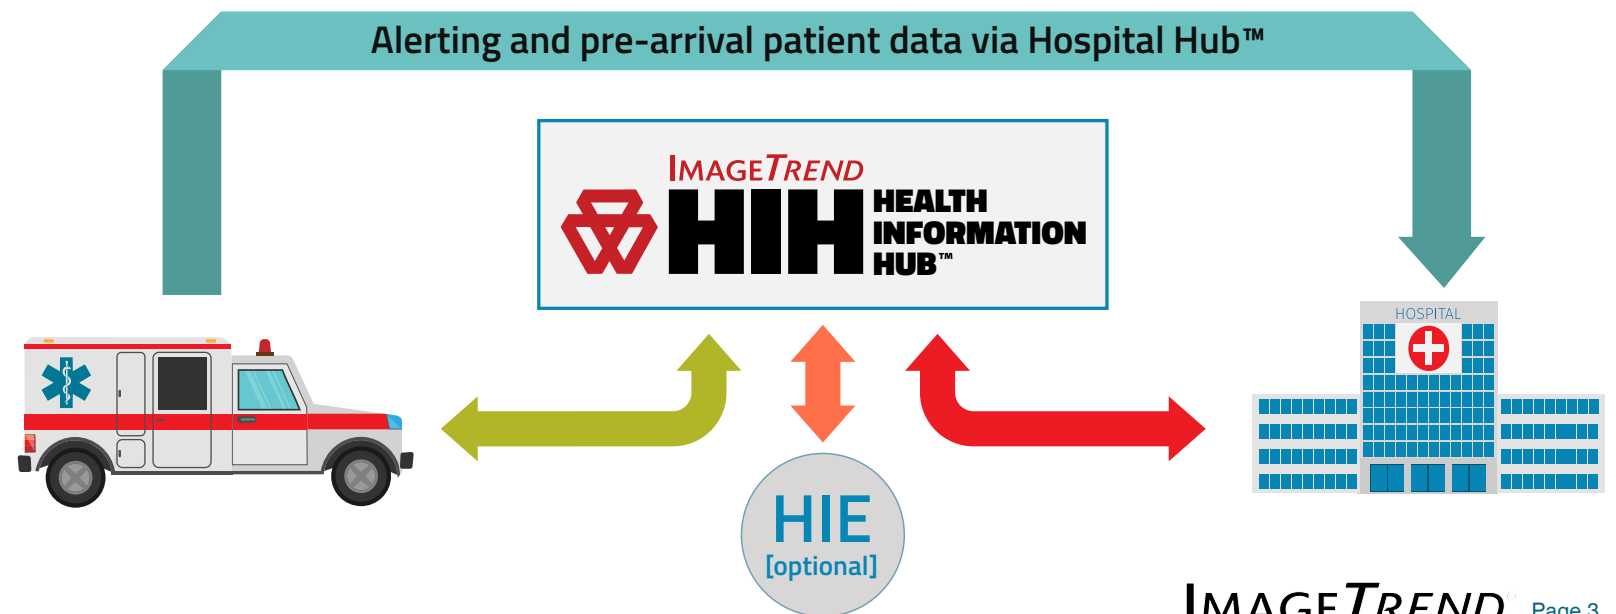 Alerting and pre-arrival patient data via Hospital Hub™
IMAGETREND
HIH
HEALTH
INFORMATION
HUB™
HOSPITAL
HIE
[optional]
IMAGETREND Page 3